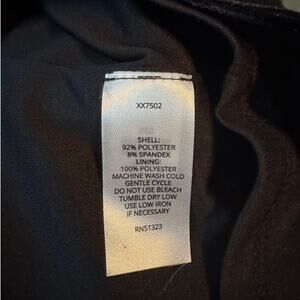 XX7502
SHELL:
92% POLYESTER
8% SPANDEX
LINING:
100% POLYESTER
MACHINE WASH COLD
GENTLE CYCLE
DO NOT USE BLEACH
TUMBLE DRY LOW
USE LOW IRON
IF NECESSARY
RN51323